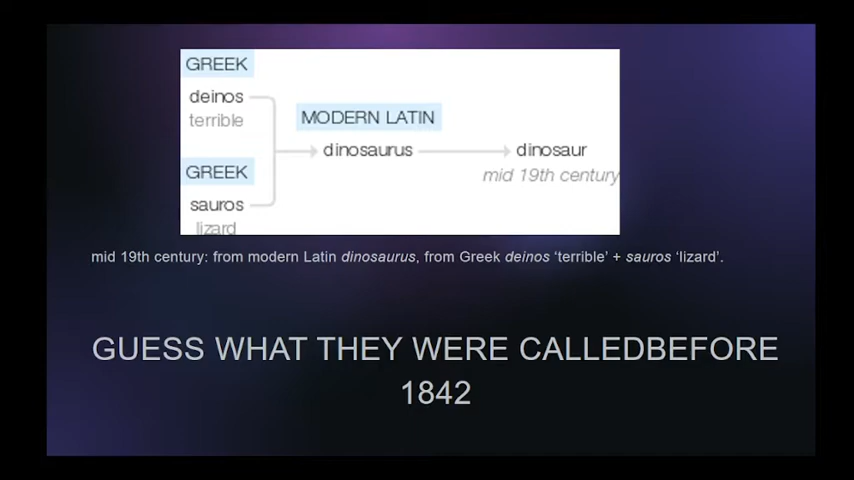 GREEK
deinos
terrible
GREEK
sauros
lizard
MODERN LATIN
dinosaurus
dinosaur
mid 19th century
mid 19th century: from modern Latin dinosaurus, from Greek deinos ‘terrible’ + sauros ‘lizard’.
GUESS WHAT THEY WERE CALLEDBEFORE
1842